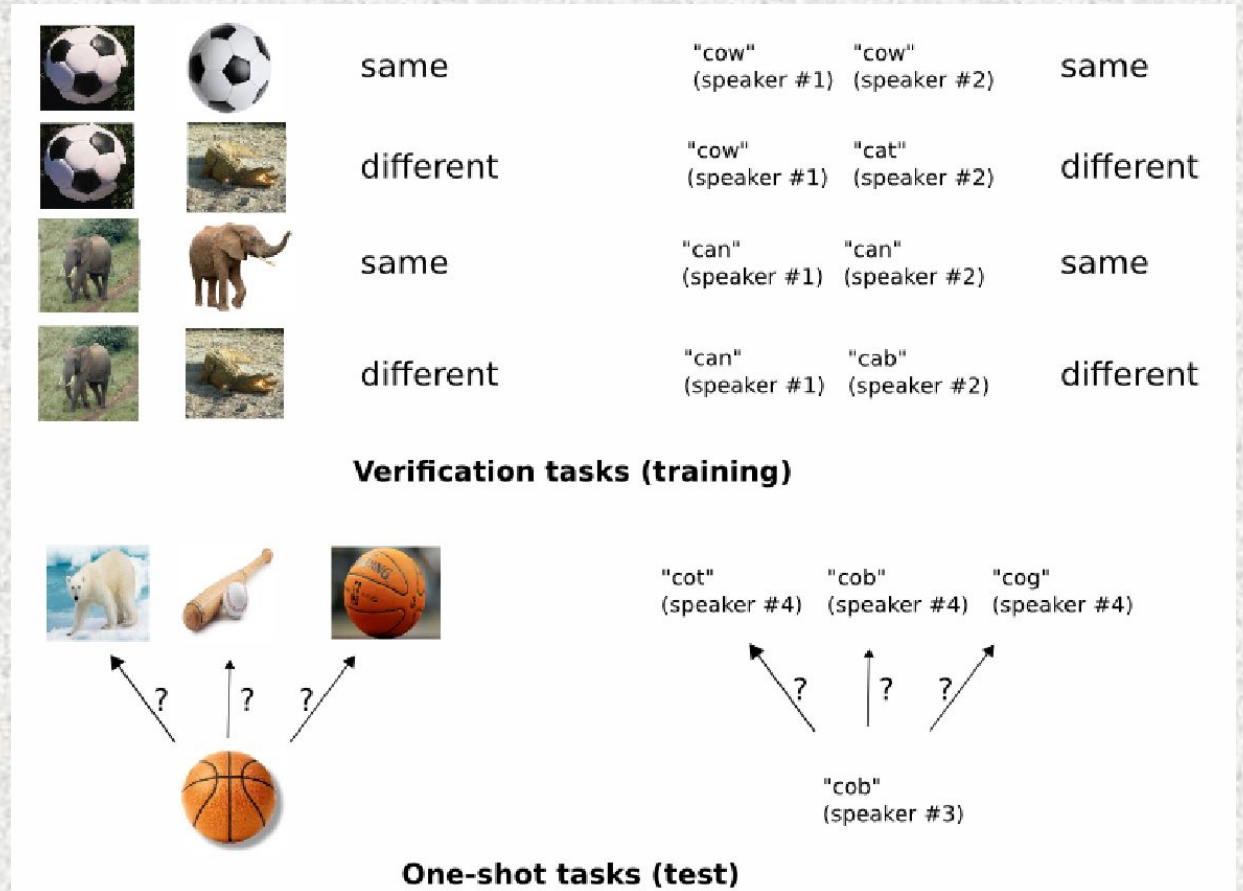 same
"cow" "cow"
(speaker #1) (speaker #2)
same
different
"cow" "cat"
(speaker #1) (speaker #2)
different
same
"can" "can"
(speaker #1) (speaker #2)
same
different
"can" "cab"
(speaker #1) (speaker #2)
different
Verification tasks (training)
"cot" "cob" "cog"
(speaker #4) (speaker #4) (speaker #4)
? ? ?
? ? ?
"cob"
(speaker #3)
One-shot tasks (test)